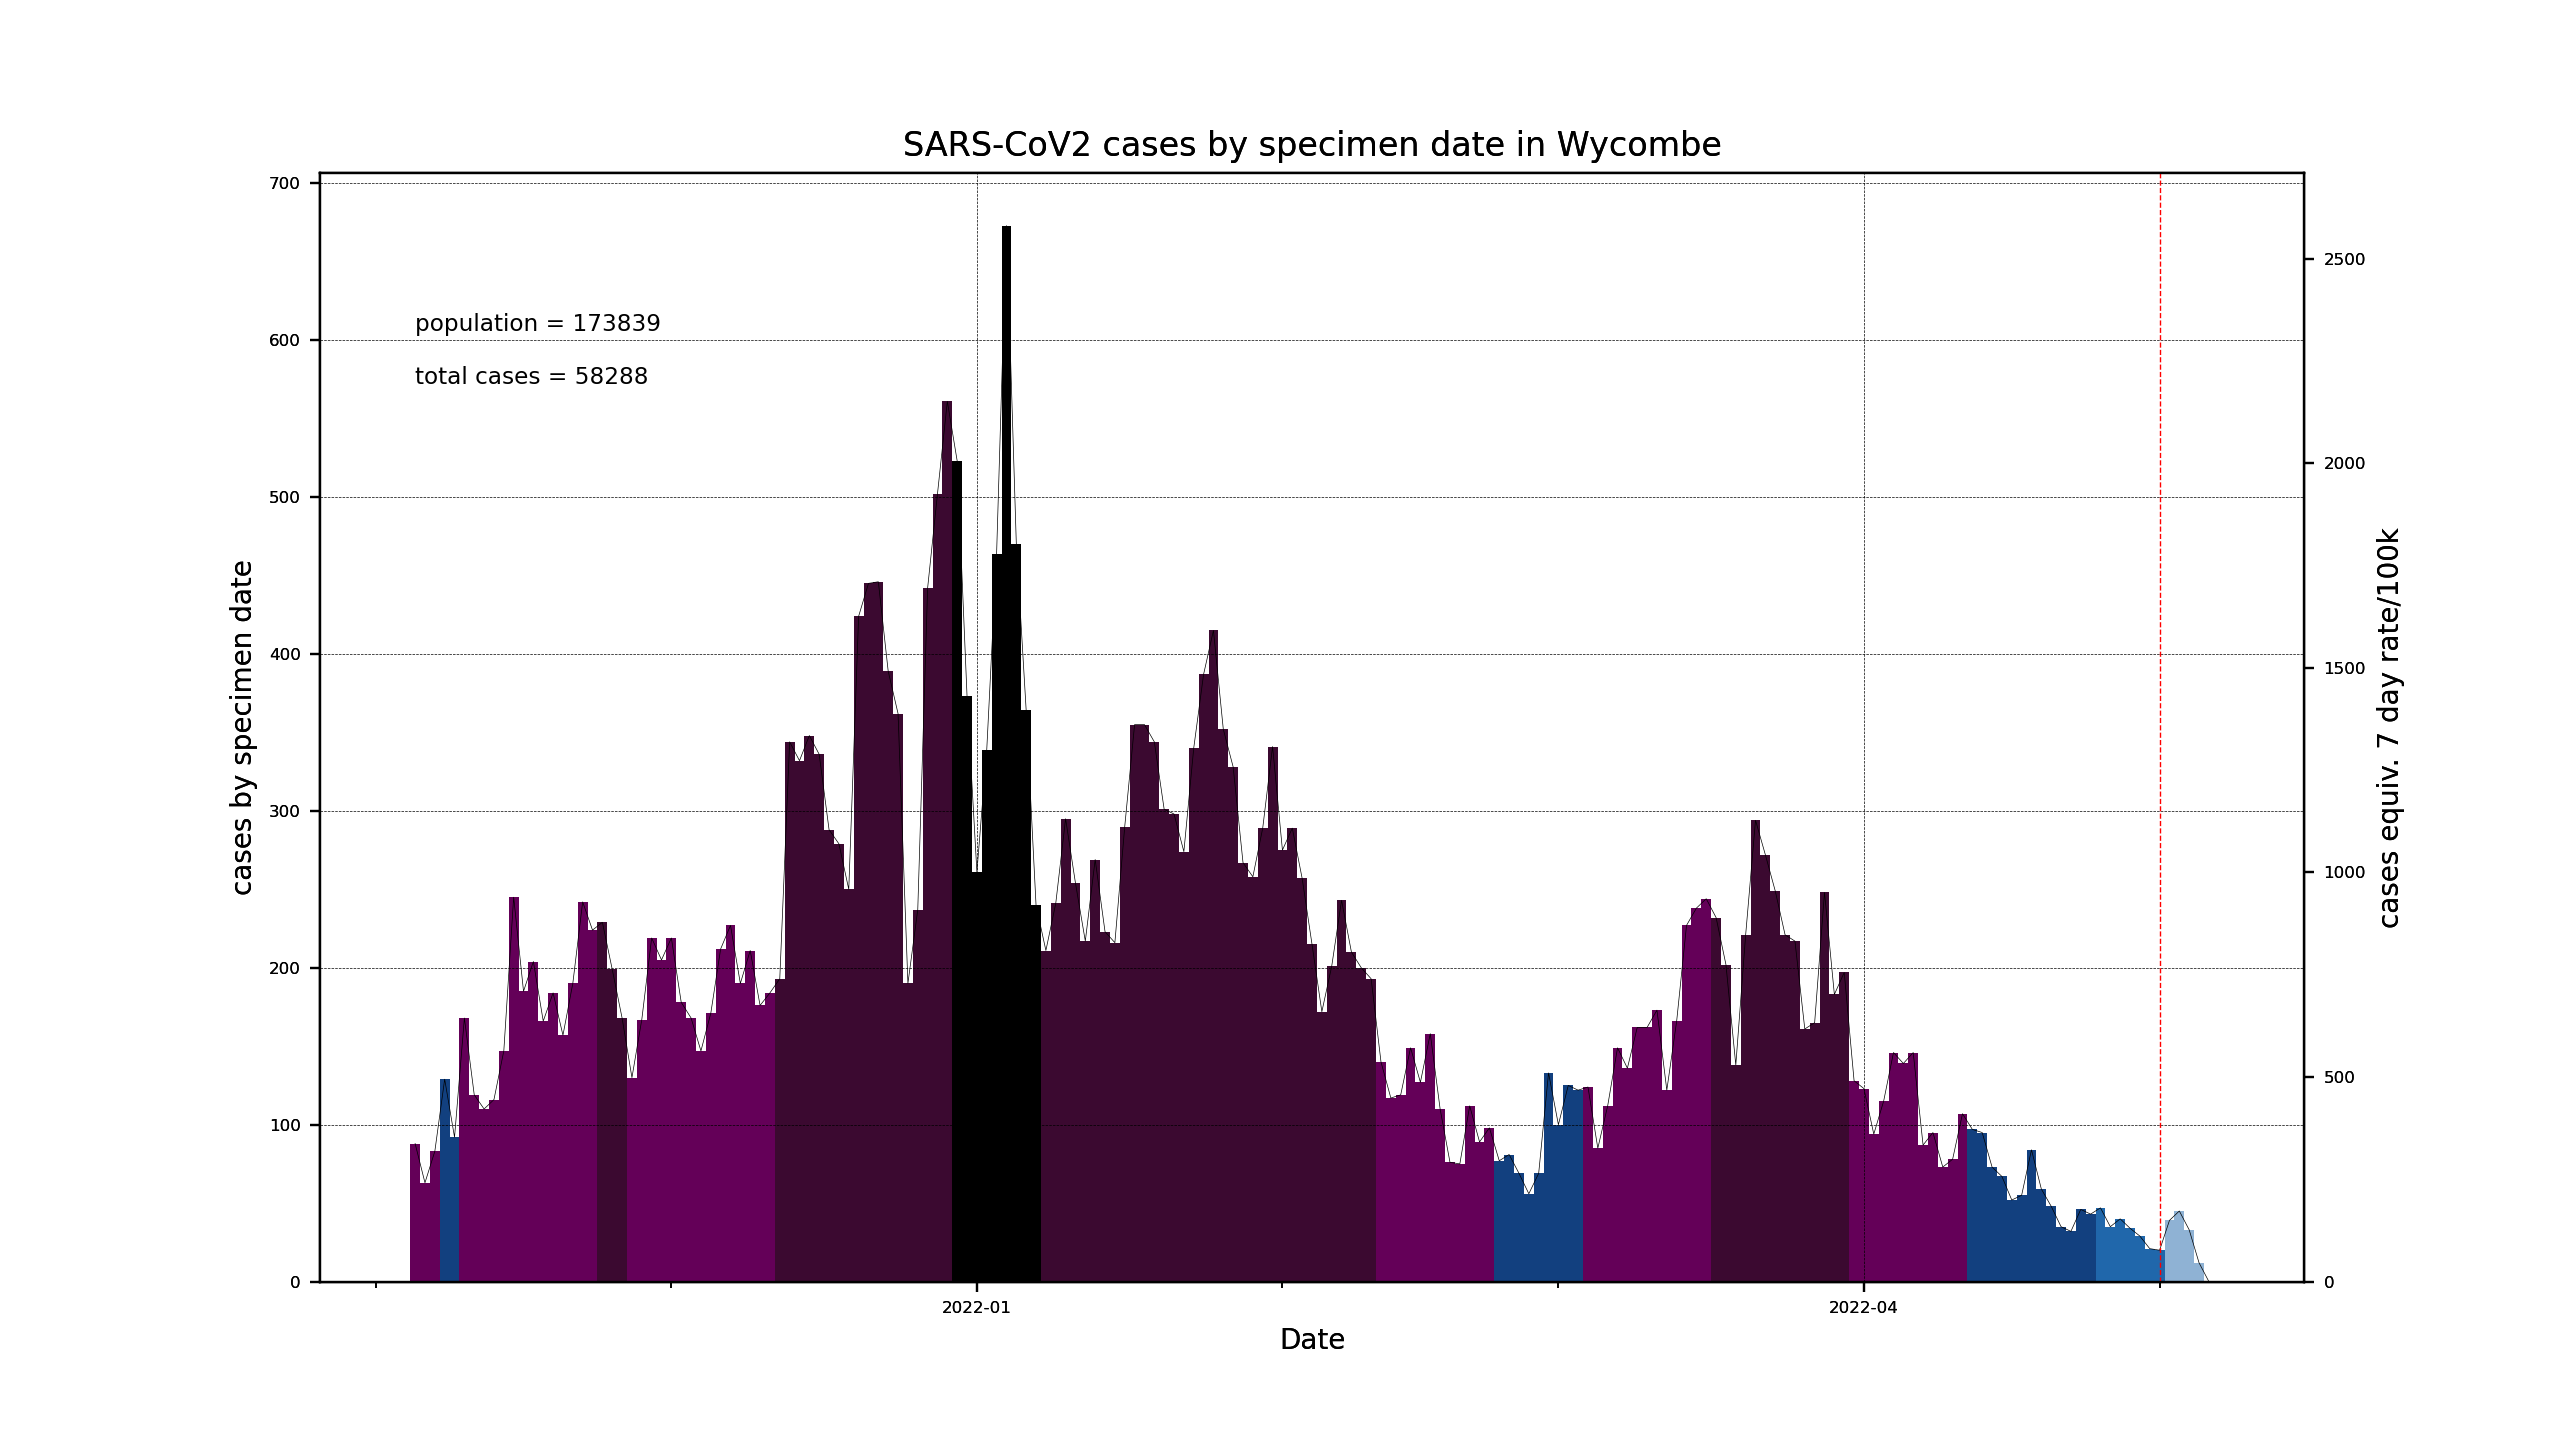 SARS-CoV2 cases by specimen date in Wycombe
700
600
500
400
300
200
100
0
cases by specimen date
population = 173839
total cases = 58288
2500
2000
1500
1000
500
0
cases equiv. 7 day rate/100k
2022-01
2022-04
Date